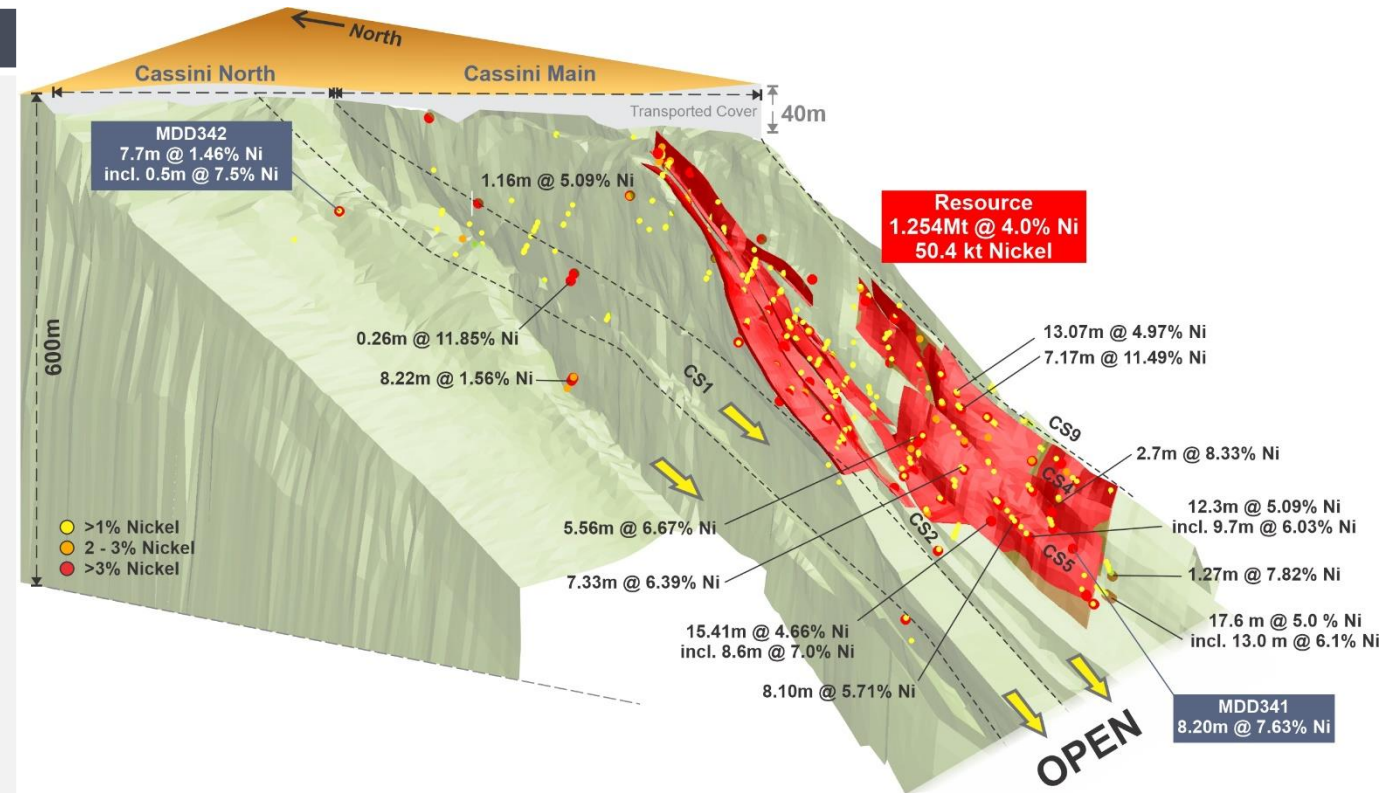 North
Cassini North
Cassini Main
Transported Cover
40m
MDD342
7.7m @ 1.46% Ni
incl. 0.5m @ 7.5% Ni
1.16m @ 5.09% Ni
Resource
1.254Mt @ 4.0% Ni
50.4 kt Nickel
600m
0.26m @ 11.85% Ni
8.22m @ 1.56% Ni
CS1
13.07m @ 4.97% Ni
7.17m @ 11.49% Ni
CS9
CS4
2.7m @ 8.33% Ni
12.3m @ 5.09% Ni
incl. 9.7m @ 6.03% Ni
>1% Nickel
2 - 3% Nickel
>3% Nickel
5.56m @ 6.67% Ni
CS2
CS5
7.33m @ 6.39% Ni
1.27m @ 7.82% Ni
15.41m @ 4.66% Ni
incl. 8.6m @ 7.0% Ni
17.6 m @ 5.0 % Ni
incl. 13.0 m @ 6.1% Ni
8.10m @ 5.71% Ni
MDD341
8.20m @ 7.63% Ni
OPEN